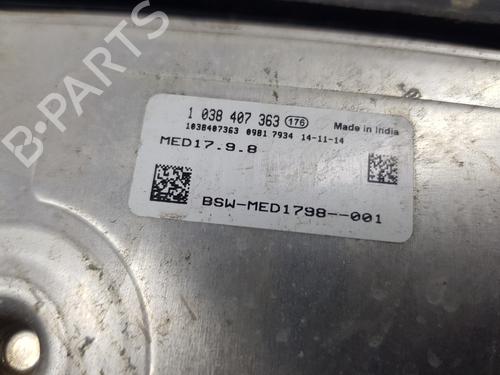 1 038 407 363 176 Made in India
1038407363 0981 7934 14-11-14
MED17.9.8
BSW-MED1798--001
B-PARTS